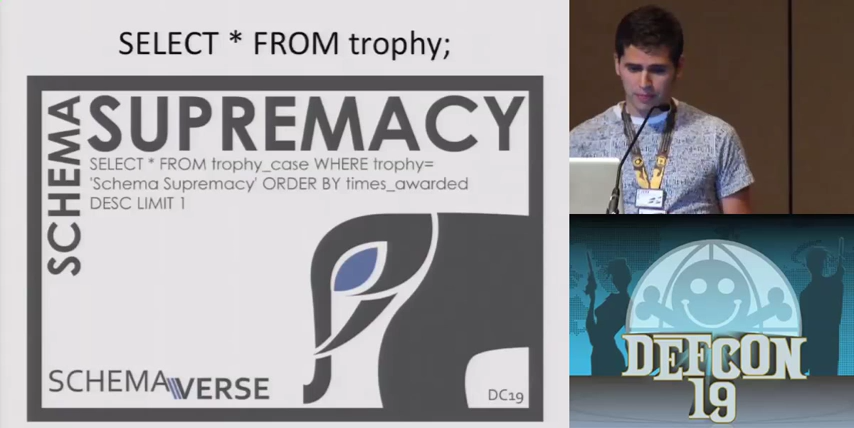 SELECT * FROM trophy;
SCHEMA
SUPREMACY
SELECT * FROM trophy_case WHERE trophy=
'Schema Supremacy' ORDER BY times_awarded
DESC LIMIT 1
SCHEMAVERSE
DC19
DEFCON
19